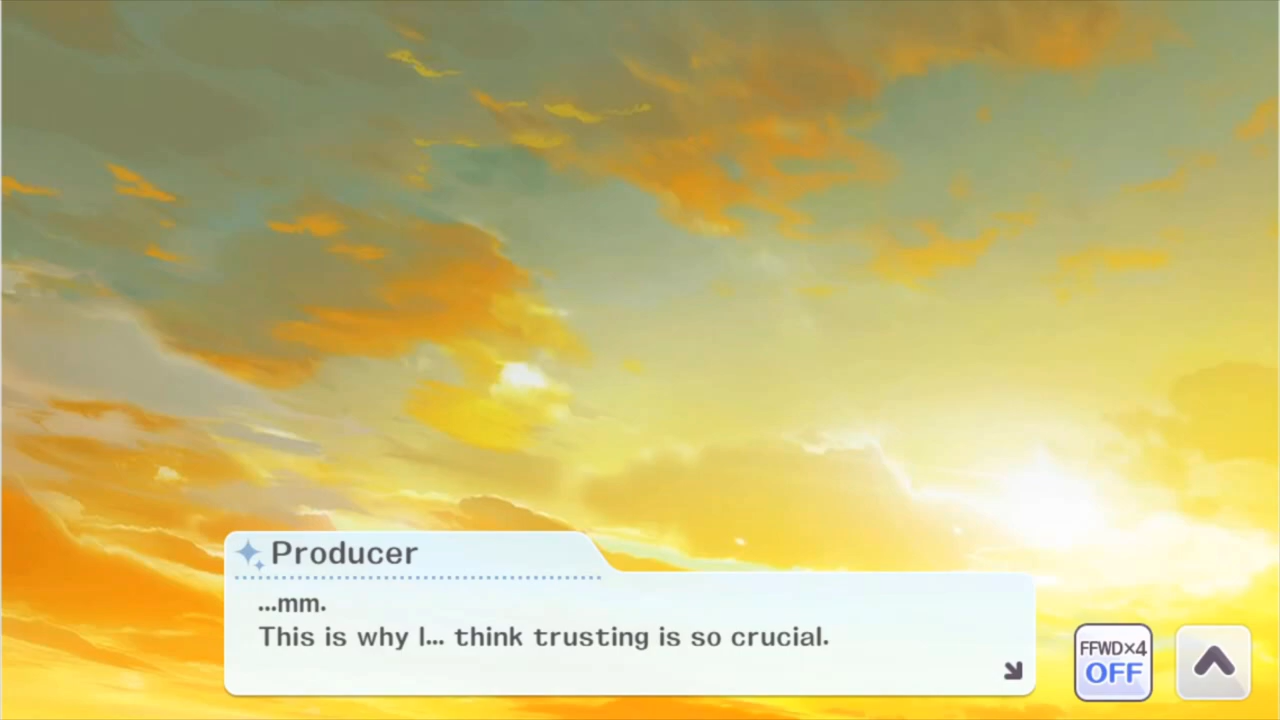 Producer
...mm.
This is why I... think trusting is so crucial.
FFWD×4
OFF